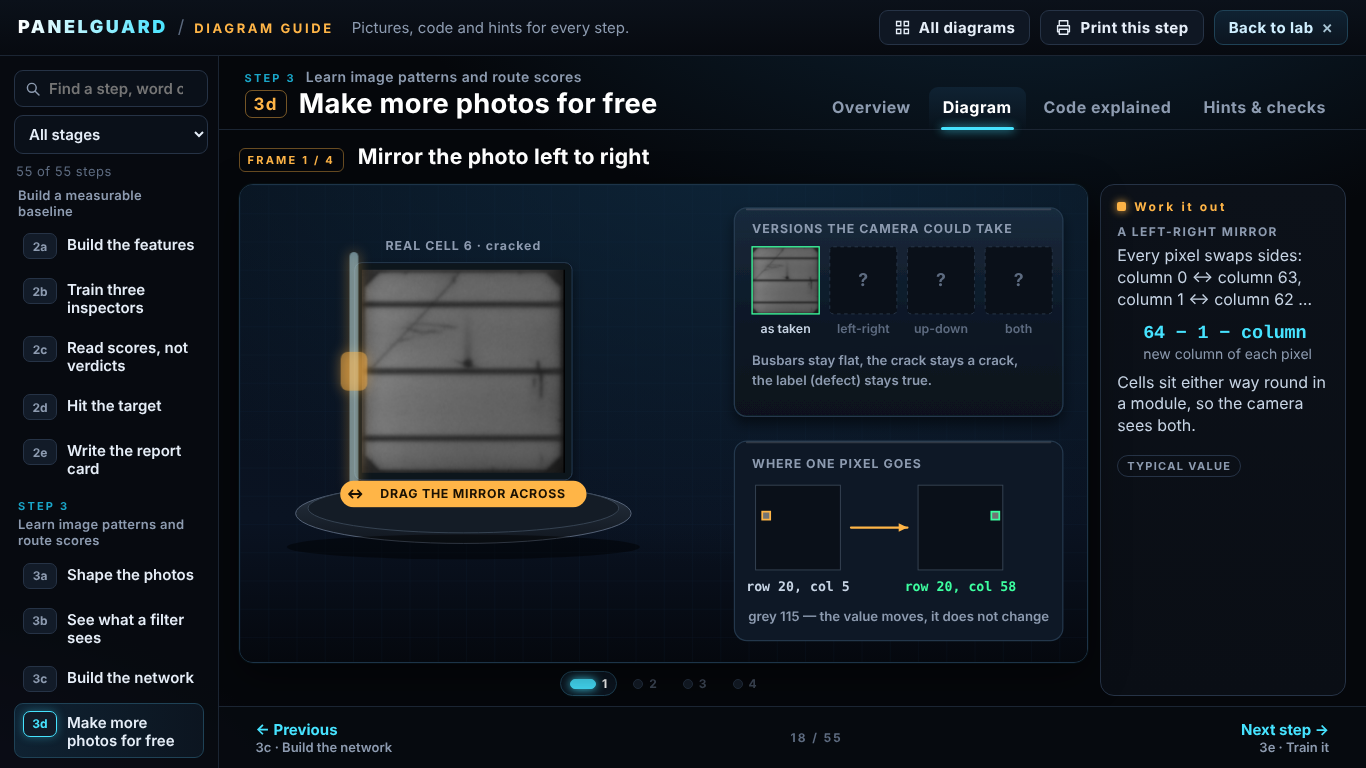 PANELGUARD / DIAGRAM GUIDE Pictures, code and hints for every step.
All diagrams
Print this step
Back to lab ×
Find a step, word c
All stages
55 of 55 steps
Build a measurable
baseline
2a Build the features
2b Train three
inspectors
2c Read scores, not
verdicts
2d Hit the target
2e Write the report
card
STEP 3
Learn image patterns and
route scores
3a Shape the photos
3b See what a filter
sees
3c Build the network
3d Make more
photos for free
STEP 3 Learn image patterns and route scores
3d Make more photos for free
Overview
Diagram
Code explained
Hints & checks
FRAME 1 / 4 Mirror the photo left to right
REAL CELL 6 · cracked
↔ DRAG THE MIRROR ACROSS
VERSIONS THE CAMERA COULD TAKE
? ? ?
as taken left-right up-down both
Busbars stay flat, the crack stays a crack,
the label (defect) stays true.
WHERE ONE PIXEL GOES
row 20, col 5 row 20, col 58
grey 115 — the value moves, it does not change
Work it out
A LEFT-RIGHT MIRROR
Every pixel swaps sides:
column 0 ↔ column 63,
column 1 ↔ column 62 ...
64 − 1 − column
new column of each pixel
Cells sit either way round in
a module, so the camera
sees both.
TYPICAL VALUE
1 2 3 4
← Previous
3c · Build the network
18 / 55
Next step →
3e · Train it